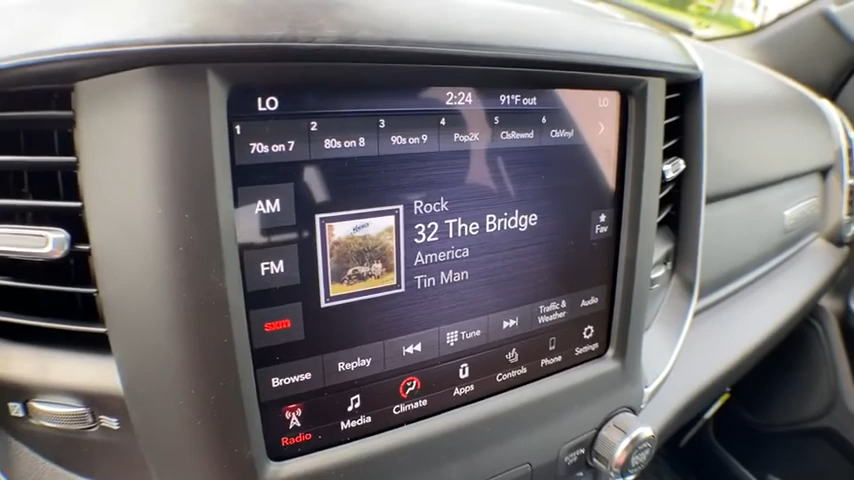 LO
2:24
91°F out
LO
1
70s on 7
2
80s on 8
3
90s on 9
4
Pop2K
5
ClsRewnd
6
ClsVinyl
AM
FM
sxm
Rock
32 The Bridge
America
Tin Man
Fav
Browse
Replay
Tune
Traffic &
Weather
Audio
Radio
Media
Climate
Apps
Controls
Phone
Settings
SCREEN
OFF